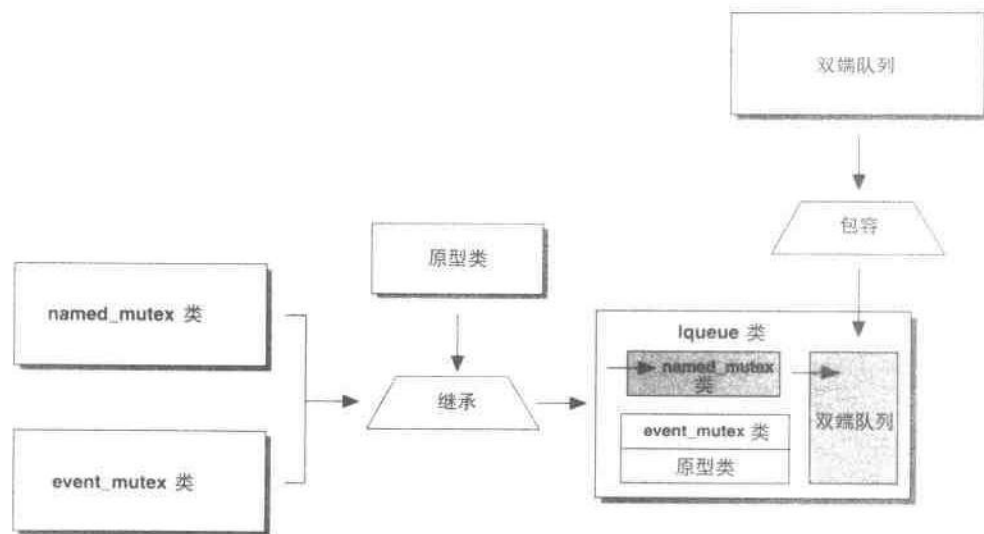 双端队列
包容
原型类
named_mutex 类
继承
event_mutex 类
lqueue 类
named_mutex
类
event_mutex 类
原型类
双端队列